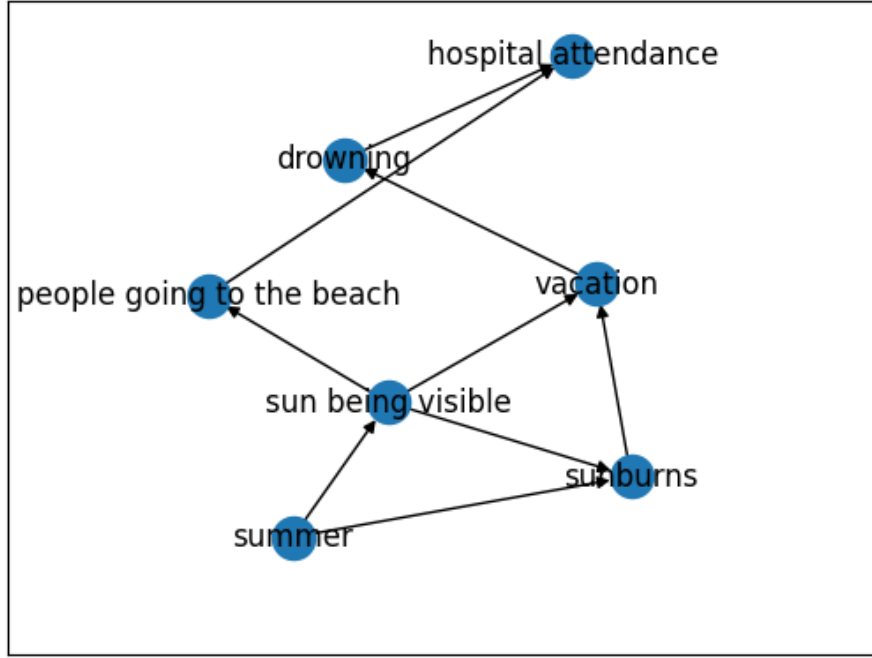 hospital attendance
drowning
vacation
people going to the beach
sun being visible
sunburns
summer